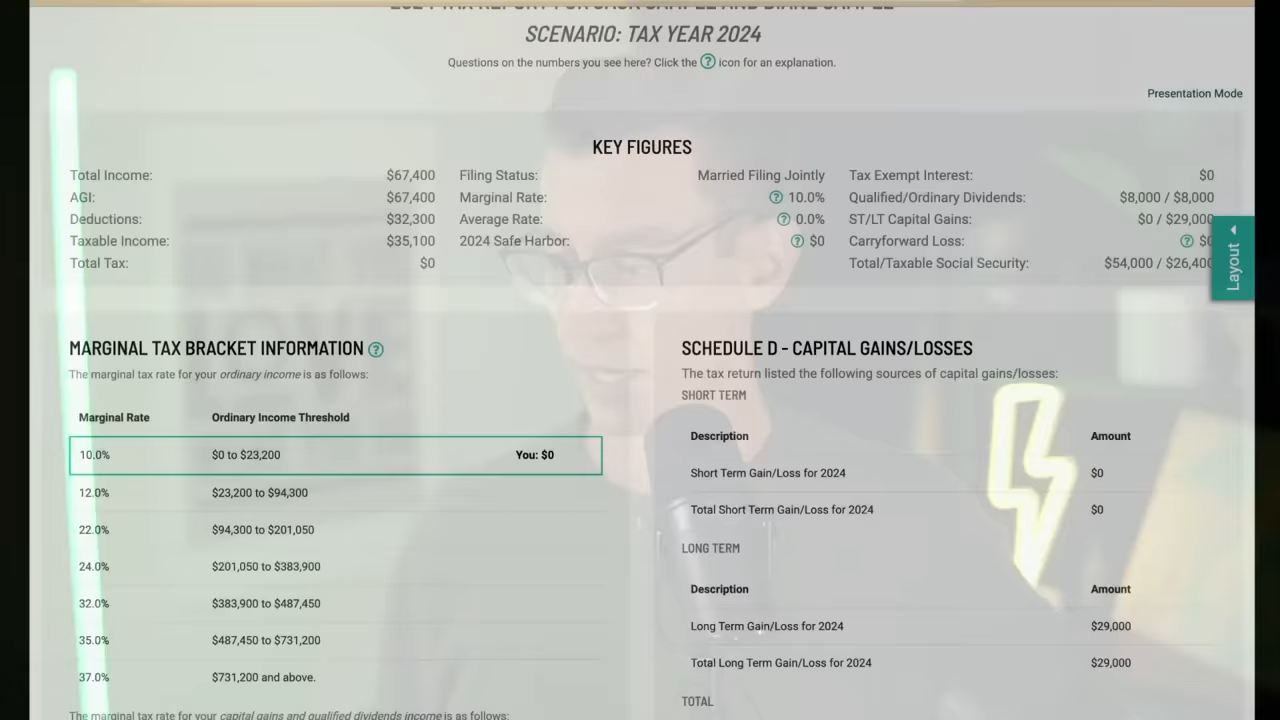 2024 TAX REPORT FOR JACK SAMPLE AND DIANE SAMPLE
SCENARIO: TAX YEAR 2024
Questions on the numbers you see here? Click the ? icon for an explanation.
Presentation Mode
KEY FIGURES
Total Income: $67,400
AGI: $67,400
Deductions: $32,300
Taxable Income: $35,100
Total Tax: $0
Filing Status: Married Filing Jointly
Marginal Rate: ? 10.0%
Average Rate: ? 0.0%
2024 Safe Harbor: ? $0
Tax Exempt Interest: $0
Qualified/Ordinary Dividends: $8,000 / $8,000
ST/LT Capital Gains: $0 / $29,000
Carryforward Loss: ? $0
Total/Taxable Social Security: $54,000 / $26,400
Layout
MARGINAL TAX BRACKET INFORMATION ?
The marginal tax rate for your ordinary income is as follows:
Marginal Rate Ordinary Income Threshold
10.0% $0 to $23,200 You: $0
12.0% $23,200 to $94,300
22.0% $94,300 to $201,050
24.0% $201,050 to $383,900
32.0% $383,900 to $487,450
35.0% $487,450 to $731,200
37.0% $731,200 and above.
The marginal tax rate for your capital gains and qualified dividends income is as follows:
SCHEDULE D - CAPITAL GAINS/LOSSES
The tax return listed the following sources of capital gains/losses:
SHORT TERM
Description Amount
Short Term Gain/Loss for 2024 $0
Total Short Term Gain/Loss for 2024 $0
LONG TERM
Description Amount
Long Term Gain/Loss for 2024 $29,000
Total Long Term Gain/Loss for 2024 $29,000
TOTAL